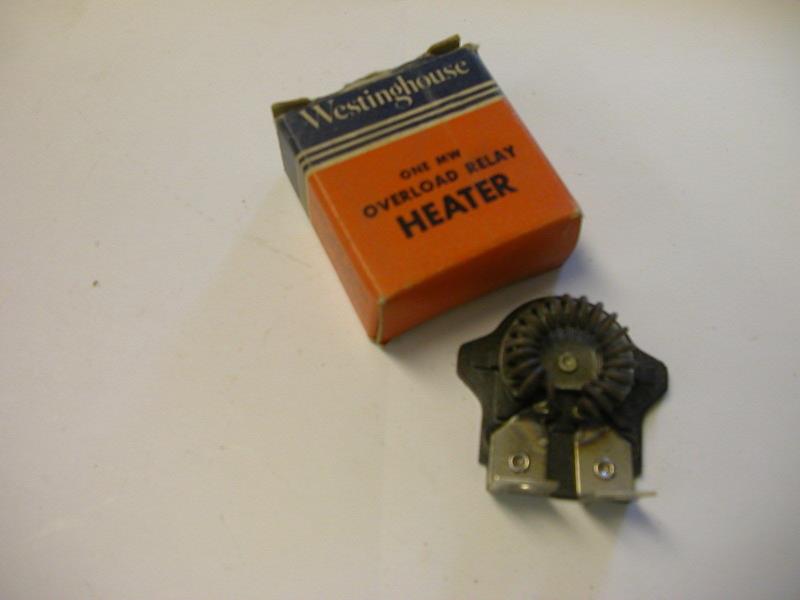 Westinghouse
ONE MW
OVERLOAD RELAY
HEATER